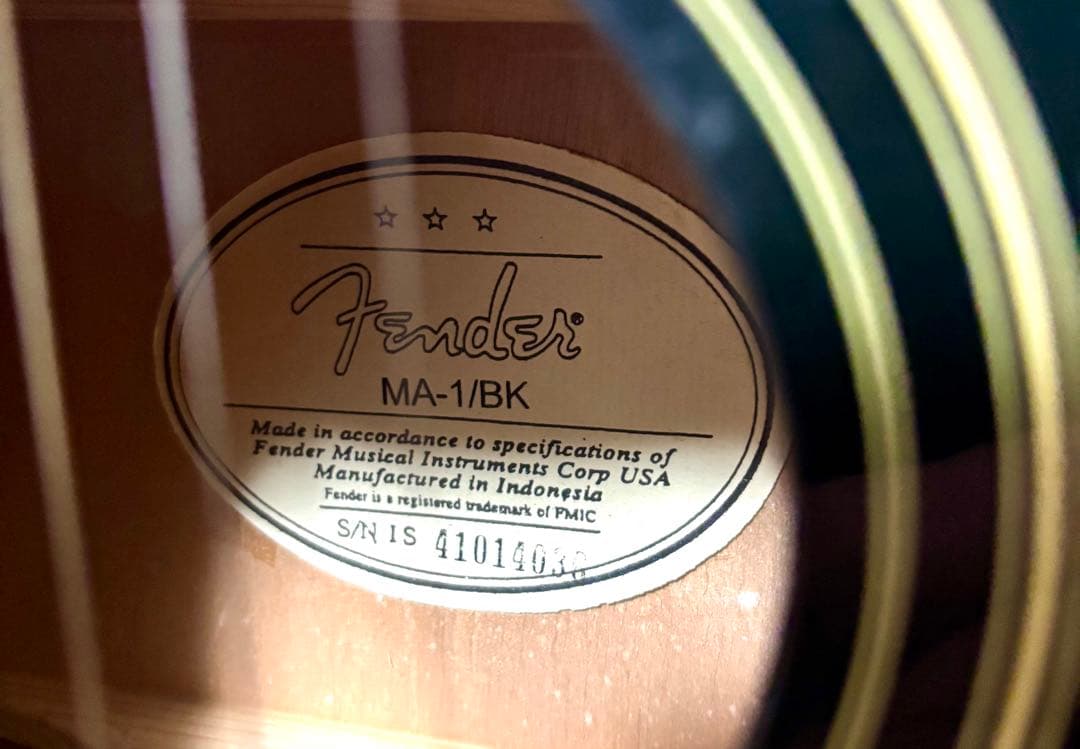 Fender®
MA-1/BK
Made in accordance to specifications of
Fender Musical Instruments Corp USA
Manufactured in Indonesia
Fender is a registered trademark of FMIC
S/N IS